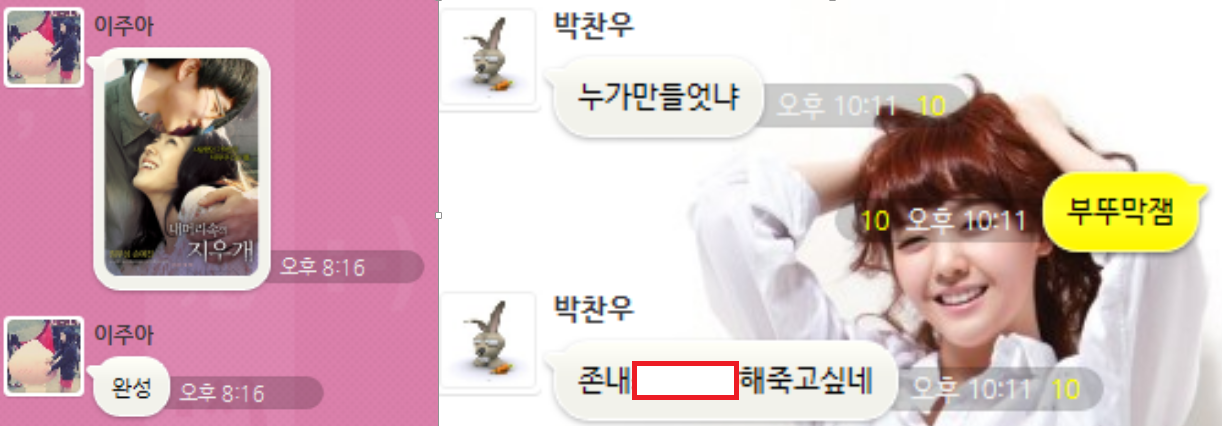 이주아
내머리속의
지우개
오후 8:16
이주아
완성
오후 8:16
박찬우
누가만들엇냐
오후 10:11 10
10 오후 10:11
부뚜막잼
박찬우
존내 해죽고싶네
오후 10:11 10